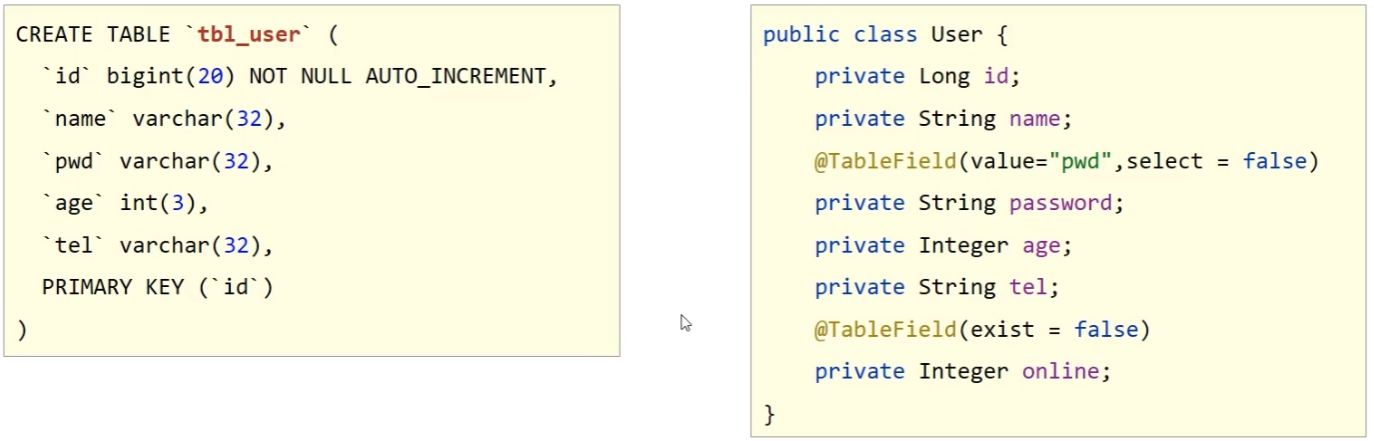 CREATE TABLE `tbl_user` (
`id` bigint(20) NOT NULL AUTO_INCREMENT,
`name` varchar(32),
`pwd` varchar(32),
`age` int(3),
`tel` varchar(32),
PRIMARY KEY (`id`)
)
public class User {
private Long id;
private String name;
@TableField(value="pwd",select = false)
private String password;
private Integer age;
private String tel;
@TableField(exist = false)
private Integer online;
}